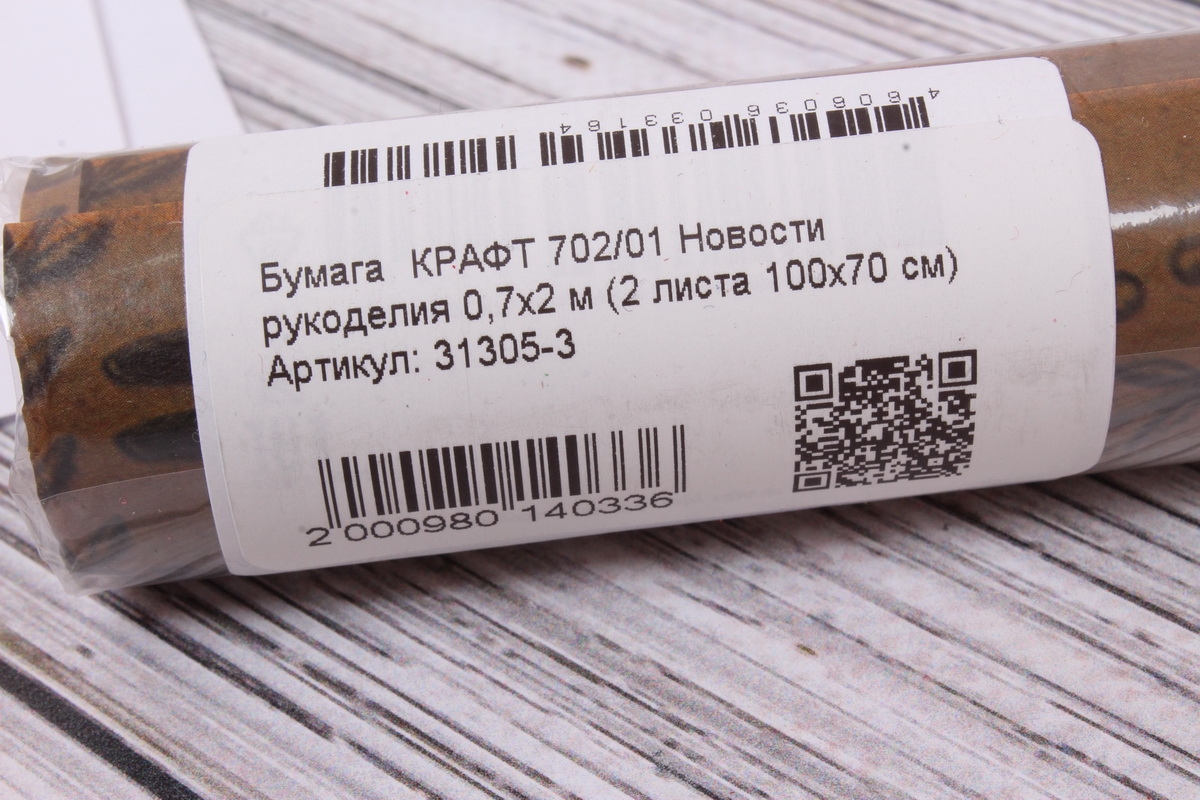 4 606036 033164
Бумага КРАФТ 702/01 Новости
рукоделия 0,7х2 м (2 листа 100х70 см)
Артикул: 31305-3
2 000980 140336